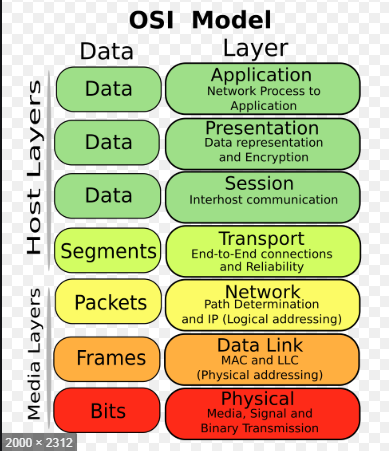 OSI Model
Data
Layer
Host Layers
Data
Application
Network Process to
Application
Data
Presentation
Data representation
and Encryption
Data
Session
Interhost communication
Segments
Transport
End-to-End connections
and Reliability
Media Layers
Packets
Network
Path Determination
and IP (Logical addressing)
Frames
Data Link
MAC and LLC
(Physical addressing)
Bits
Physical
Media, Signal and
Binary Transmission
2000 × 2312